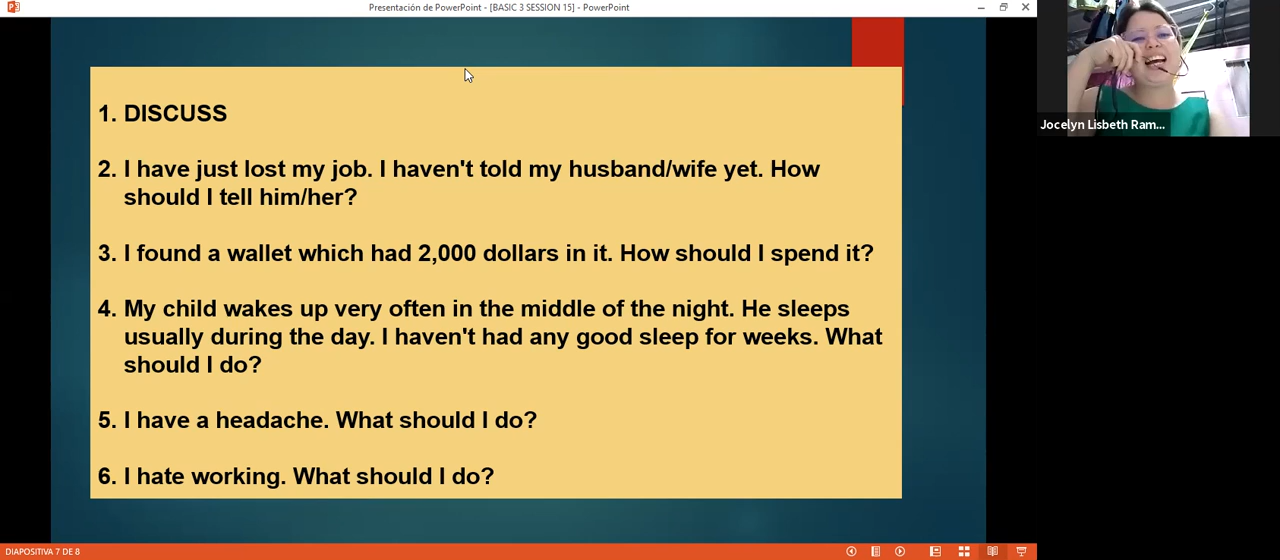 Presentación de PowerPoint - [BASIC 3 SESSION 15] - PowerPoint
1. DISCUSS
2. I have just lost my job. I haven't told my husband/wife yet. How
should I tell him/her?
3. I found a wallet which had 2,000 dollars in it. How should I spend it?
4. My child wakes up very often in the middle of the night. He sleeps
usually during the day. I haven't had any good sleep for weeks. What
should I do?
5. I have a headache. What should I do?
6. I hate working. What should I do?
Jocelyn Lisbeth Ram...
DIAPOSITIVA 7 DE 8